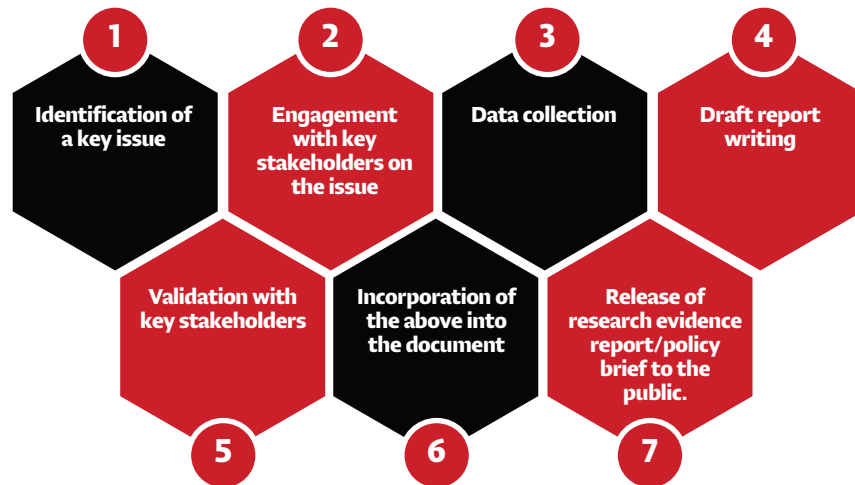 1
Identification of
a key issue
2
Engagement
with key
stakeholders on
the issue
3
Data collection
4
Draft report
writing
Validation with
key stakeholders
5
Incorporation of
the above into
the document
6
Release of
research evidence
report/policy
brief to the
public.
7